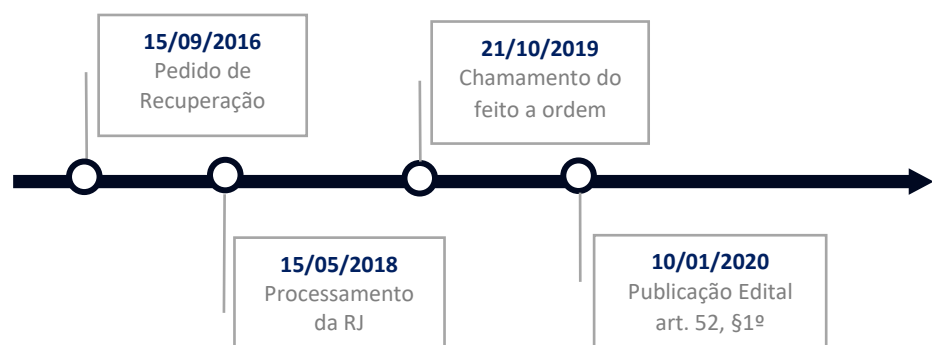 15/09/2016
Pedido de
Recuperação
21/10/2019
Chamamento do
feito a ordem
15/05/2018
Processamento
da RJ
10/01/2020
Publicação Edital
art. 52, §1º